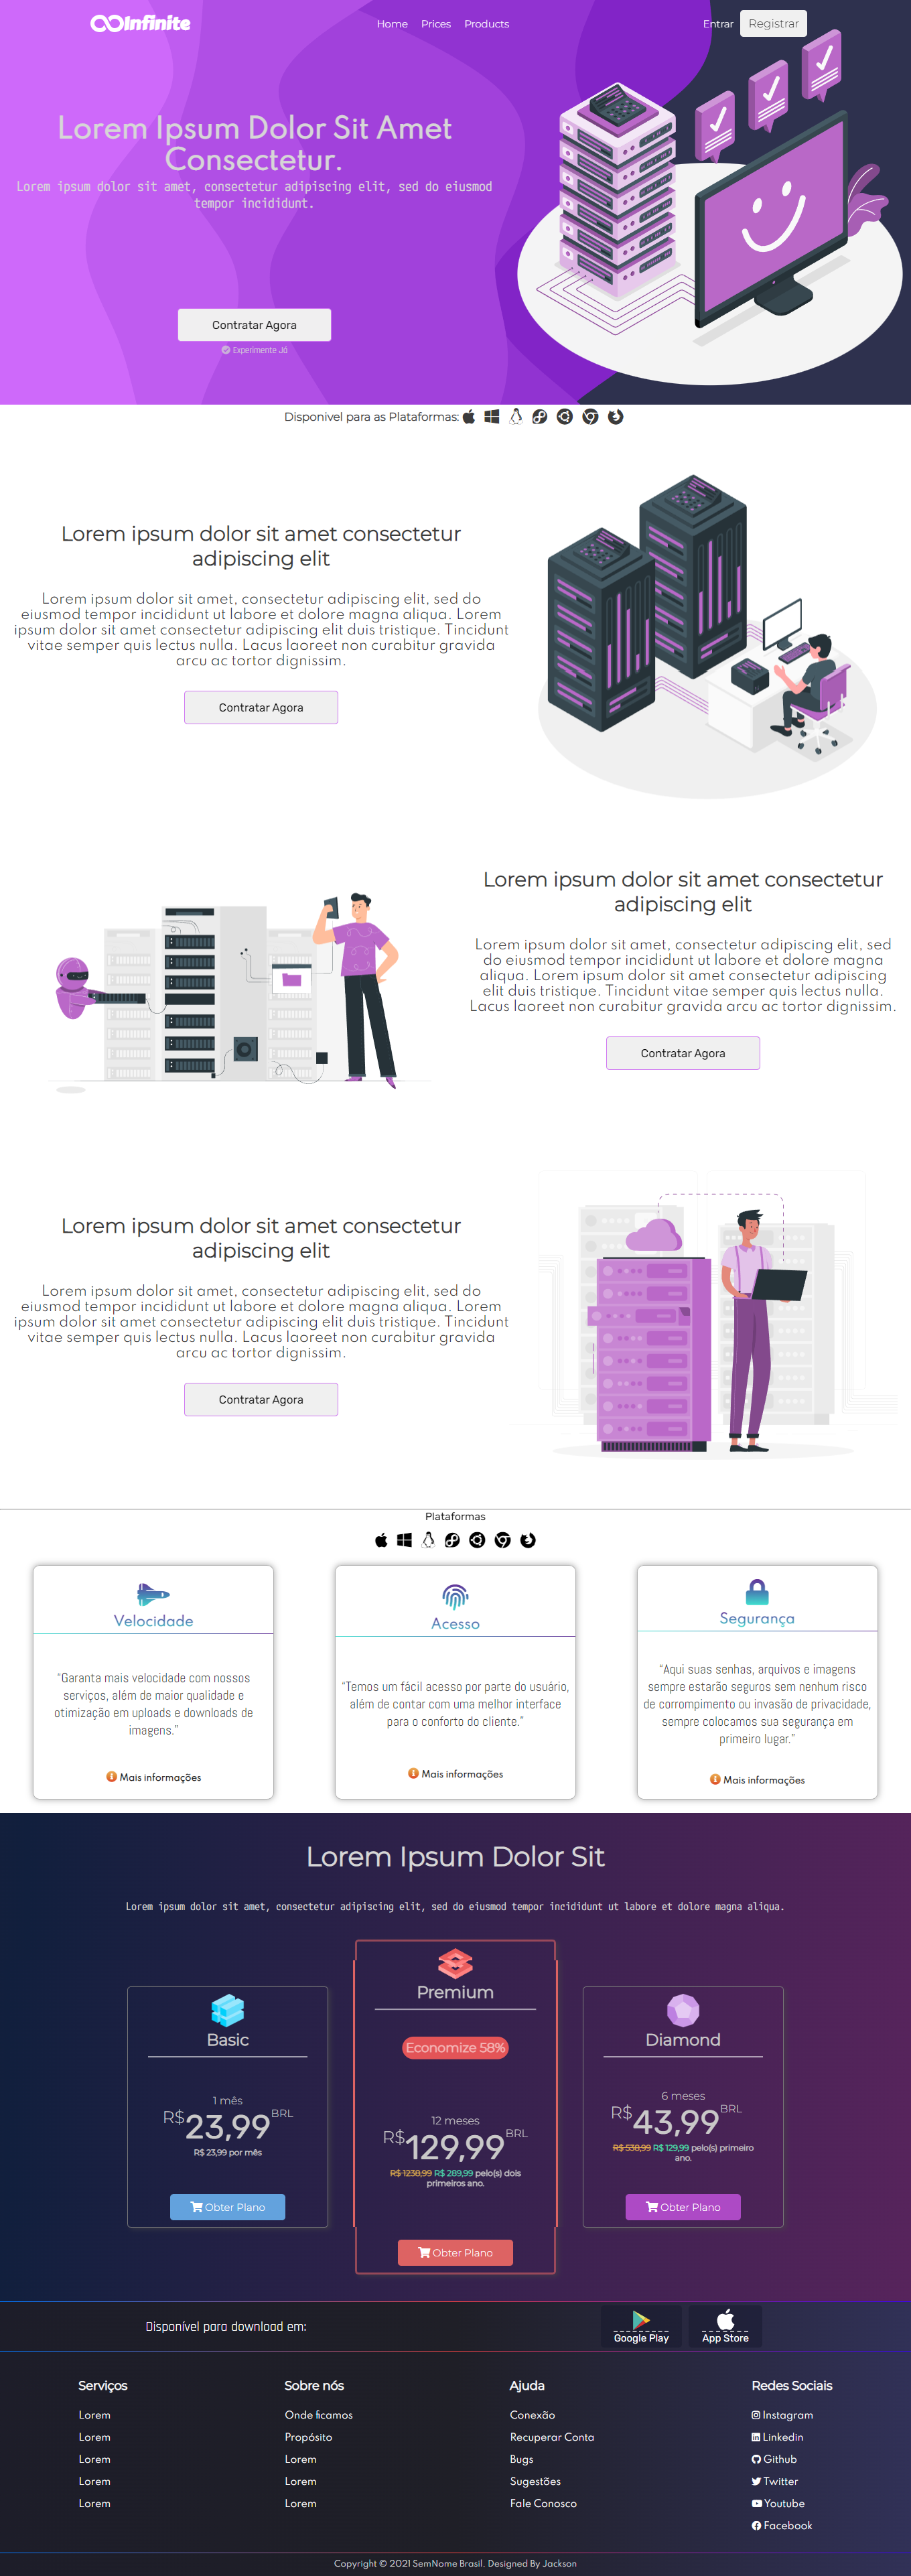 Infinite
Home Prices Products
Entrar Registrar
Lorem Ipsum Dolor Sit Amet
Consectetur.
Lorem ipsum dolor sit amet, consectetur adipiscing elit, sed do eiusmod
tempor incididunt.
Contratar Agora
Experimente Já
Disponivel para as Plataformas:
Lorem ipsum dolor sit amet consectetur
adipiscing elit
Lorem ipsum dolor sit amet, consectetur adipiscing elit, sed do
eiusmod tempor incididunt ut labore et dolore magna aliqua. Lorem
ipsum dolor sit amet consectetur adipiscing elit duis tristique. Tincidunt
vitae semper quis lectus nulla. Lacus laoreet non curabitur gravida
arcu ac tortor dignissim.
Contratar Agora
Lorem ipsum dolor sit amet consectetur
adipiscing elit
Lorem ipsum dolor sit amet, consectetur adipiscing elit, sed
do eiusmod tempor incididunt ut labore et dolore magna
aliqua. Lorem ipsum dolor sit amet consectetur adipiscing
elit duis tristique. Tincidunt vitae semper quis lectus nulla.
Lacus laoreet non curabitur gravida arcu ac tortor dignissim.
Contratar Agora
Lorem ipsum dolor sit amet consectetur
adipiscing elit
Lorem ipsum dolor sit amet, consectetur adipiscing elit, sed do
eiusmod tempor incididunt ut labore et dolore magna aliqua. Lorem
ipsum dolor sit amet consectetur adipiscing elit duis tristique. Tincidunt
vitae semper quis lectus nulla. Lacus laoreet non curabitur gravida
arcu ac tortor dignissim.
Contratar Agora
Plataformas
Velocidade
“Garanta mais velocidade com nossos
serviços, além de maior qualidade e
otimização em uploads e downloads de
imagens.”
Mais informações
Acesso
“Temos um fácil acesso por parte do usuário,
além de contar com uma melhor interface
para o conforto do cliente.”
Mais informações
Segurança
“Aqui suas senhas, arquivos e imagens
sempre estarão seguros sem nenhum risco
de corrompimento ou invasão de privacidade,
sempre colocamos sua segurança em
primeiro lugar.”
Mais informações
Lorem Ipsum Dolor Sit
Lorem ipsum dolor sit amet, consectetur adipiscing elit, sed do eiusmod tempor incididunt ut labore et dolore magna aliqua.
Basic
1 mês
R$23,99 BRL
R$ 23,99 por mês
Obter Plano
Premium
Economize 58%
12 meses
R$129,99 BRL
R$ 1238,99 R$ 289,99 pelo(s) dois
primeiros ano.
Obter Plano
Diamond
6 meses
R$43,99 BRL
R$ 538,99 R$ 129,99 pelo(s) primeiro
ano.
Obter Plano
Disponível para download em:
Google Play
App Store
Serviços
Lorem
Lorem
Lorem
Lorem
Lorem
Sobre nós
Onde ficamos
Propósito
Lorem
Lorem
Lorem
Ajuda
Conexão
Recuperar Conta
Bugs
Sugestões
Fale Conosco
Redes Sociais
Instagram
Linkedin
Github
Twitter
Youtube
Facebook
Copyright © 2021 SemNome Brasil. Designed By Jackson